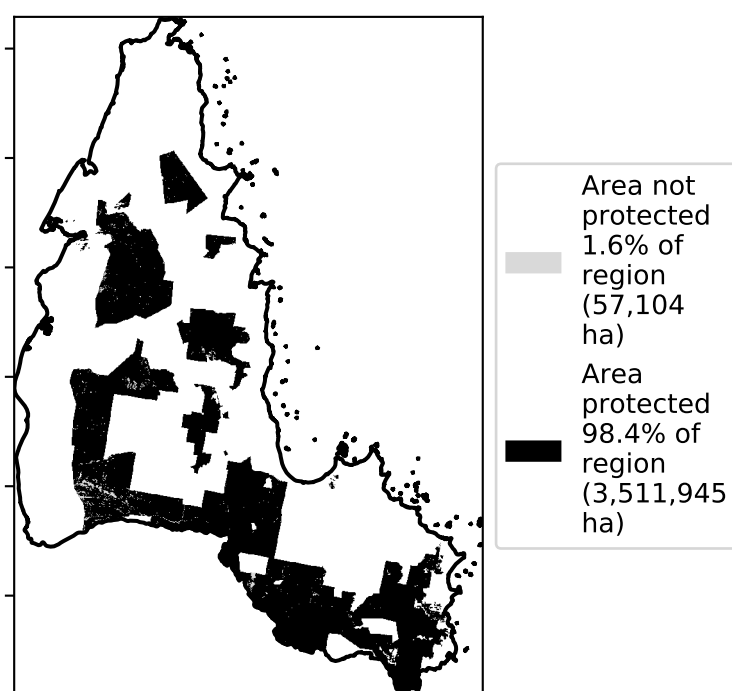 Area not
protected
1.6% of
region
(57,104
ha)
Area
protected
98.4% of
region
(3,511,945
ha)